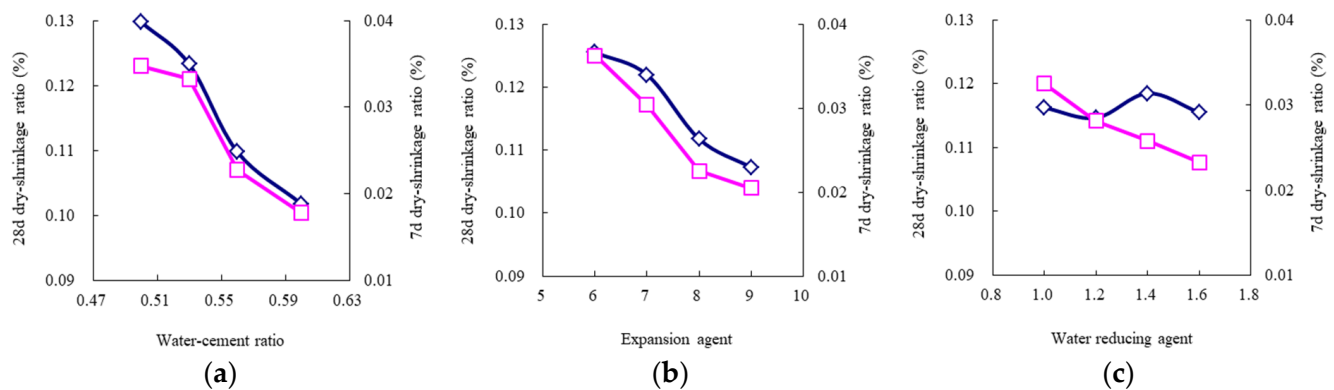 28d dry-shrinkage ratio (%)
0.13
0.12
0.11
0.10
0.09
0.04
0.03
0.02
0.01
7d dry-shrinkage ratio (%)
0.47 0.51 0.55 0.59 0.63
Water-cement ratio
(a)
28d dry-shrinkage ratio (%)
0.13
0.12
0.11
0.10
0.09
0.04
0.03
0.02
0.01
7d dry-shrinkage ratio (%)
5 6 7 8 9 10
Expansion agent
(b)
28d dry-shrinkage ratio (%)
0.13
0.12
0.11
0.10
0.09
0.04
0.03
0.02
0.01
7d dry-shrinkage ratio (%)
0.8 1.0 1.2 1.4 1.6 1.8
Water reducing agent
(c)